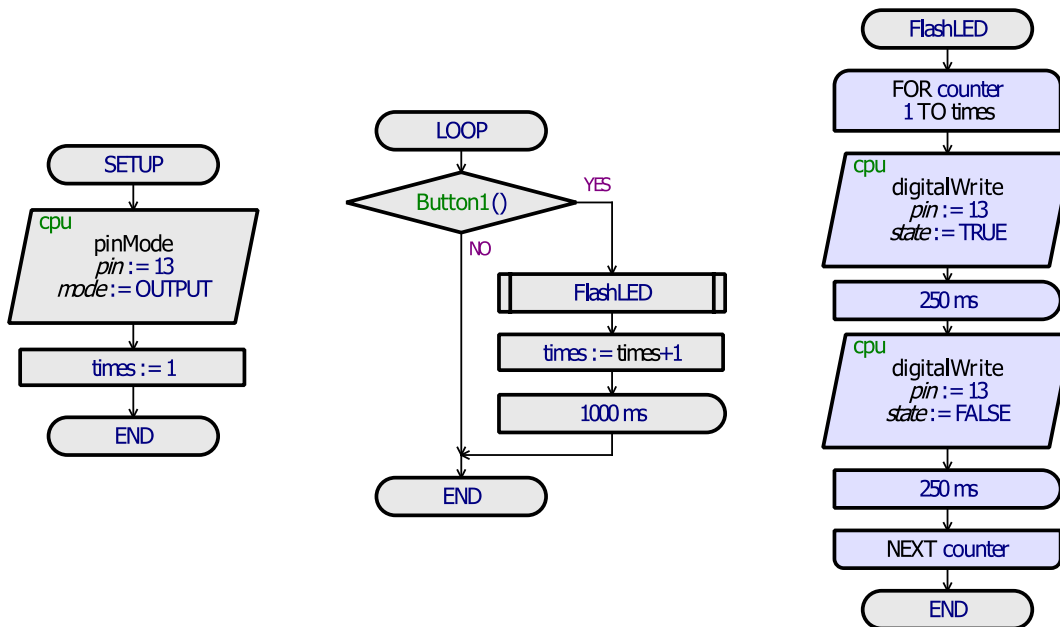 SETUP
cpu
pinMode
pin := 13
mode := OUTPUT
times := 1
END
LOOP
Button1()
YES
NO
FlashLED
times := times+1
1000 ms
END
FlashLED
FOR counter
1 TO times
cpu
digitalWrite
pin := 13
state := TRUE
250 ms
cpu
digitalWrite
pin := 13
state := FALSE
250 ms
NEXT counter
END